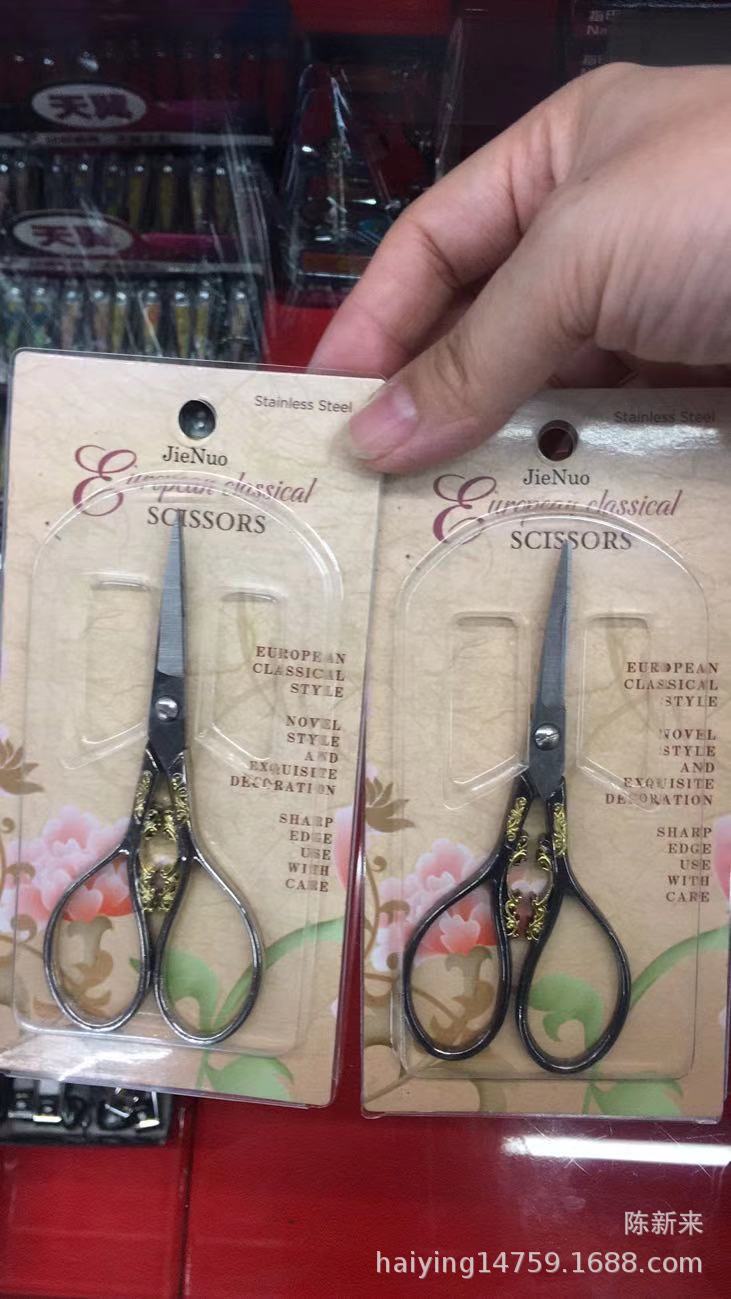 天翼
天翼
Stainless Steel
JieNuo
European classical
SCISSORS
EUROPEAN
CLASSICAL
STYLE
NOVEL
STYLE
AND
EXQUISITE
DECORATION
SHARP
EDGE
USE
WITH
CARE
Stainless Steel
JieNuo
European classical
SCISSORS
EUROPEAN
CLASSICAL
STYLE
NOVEL
STYLE
AND
EXQUISITE
DECORATION
SHARP
EDGE
USE
WITH
CARE
陈新来
haiying14759.1688.com